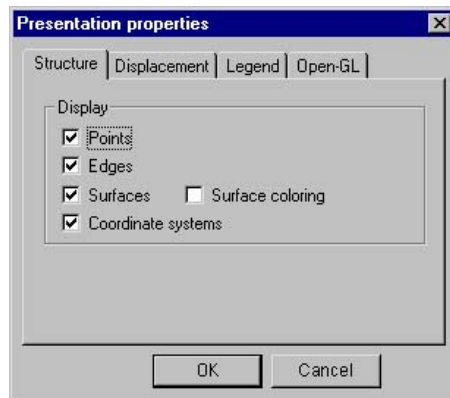 Presentation properties
Structure Displacement Legend Open-GL
Display
Points
Edges
Surfaces Surface coloring
Coordinate systems
OK Cancel